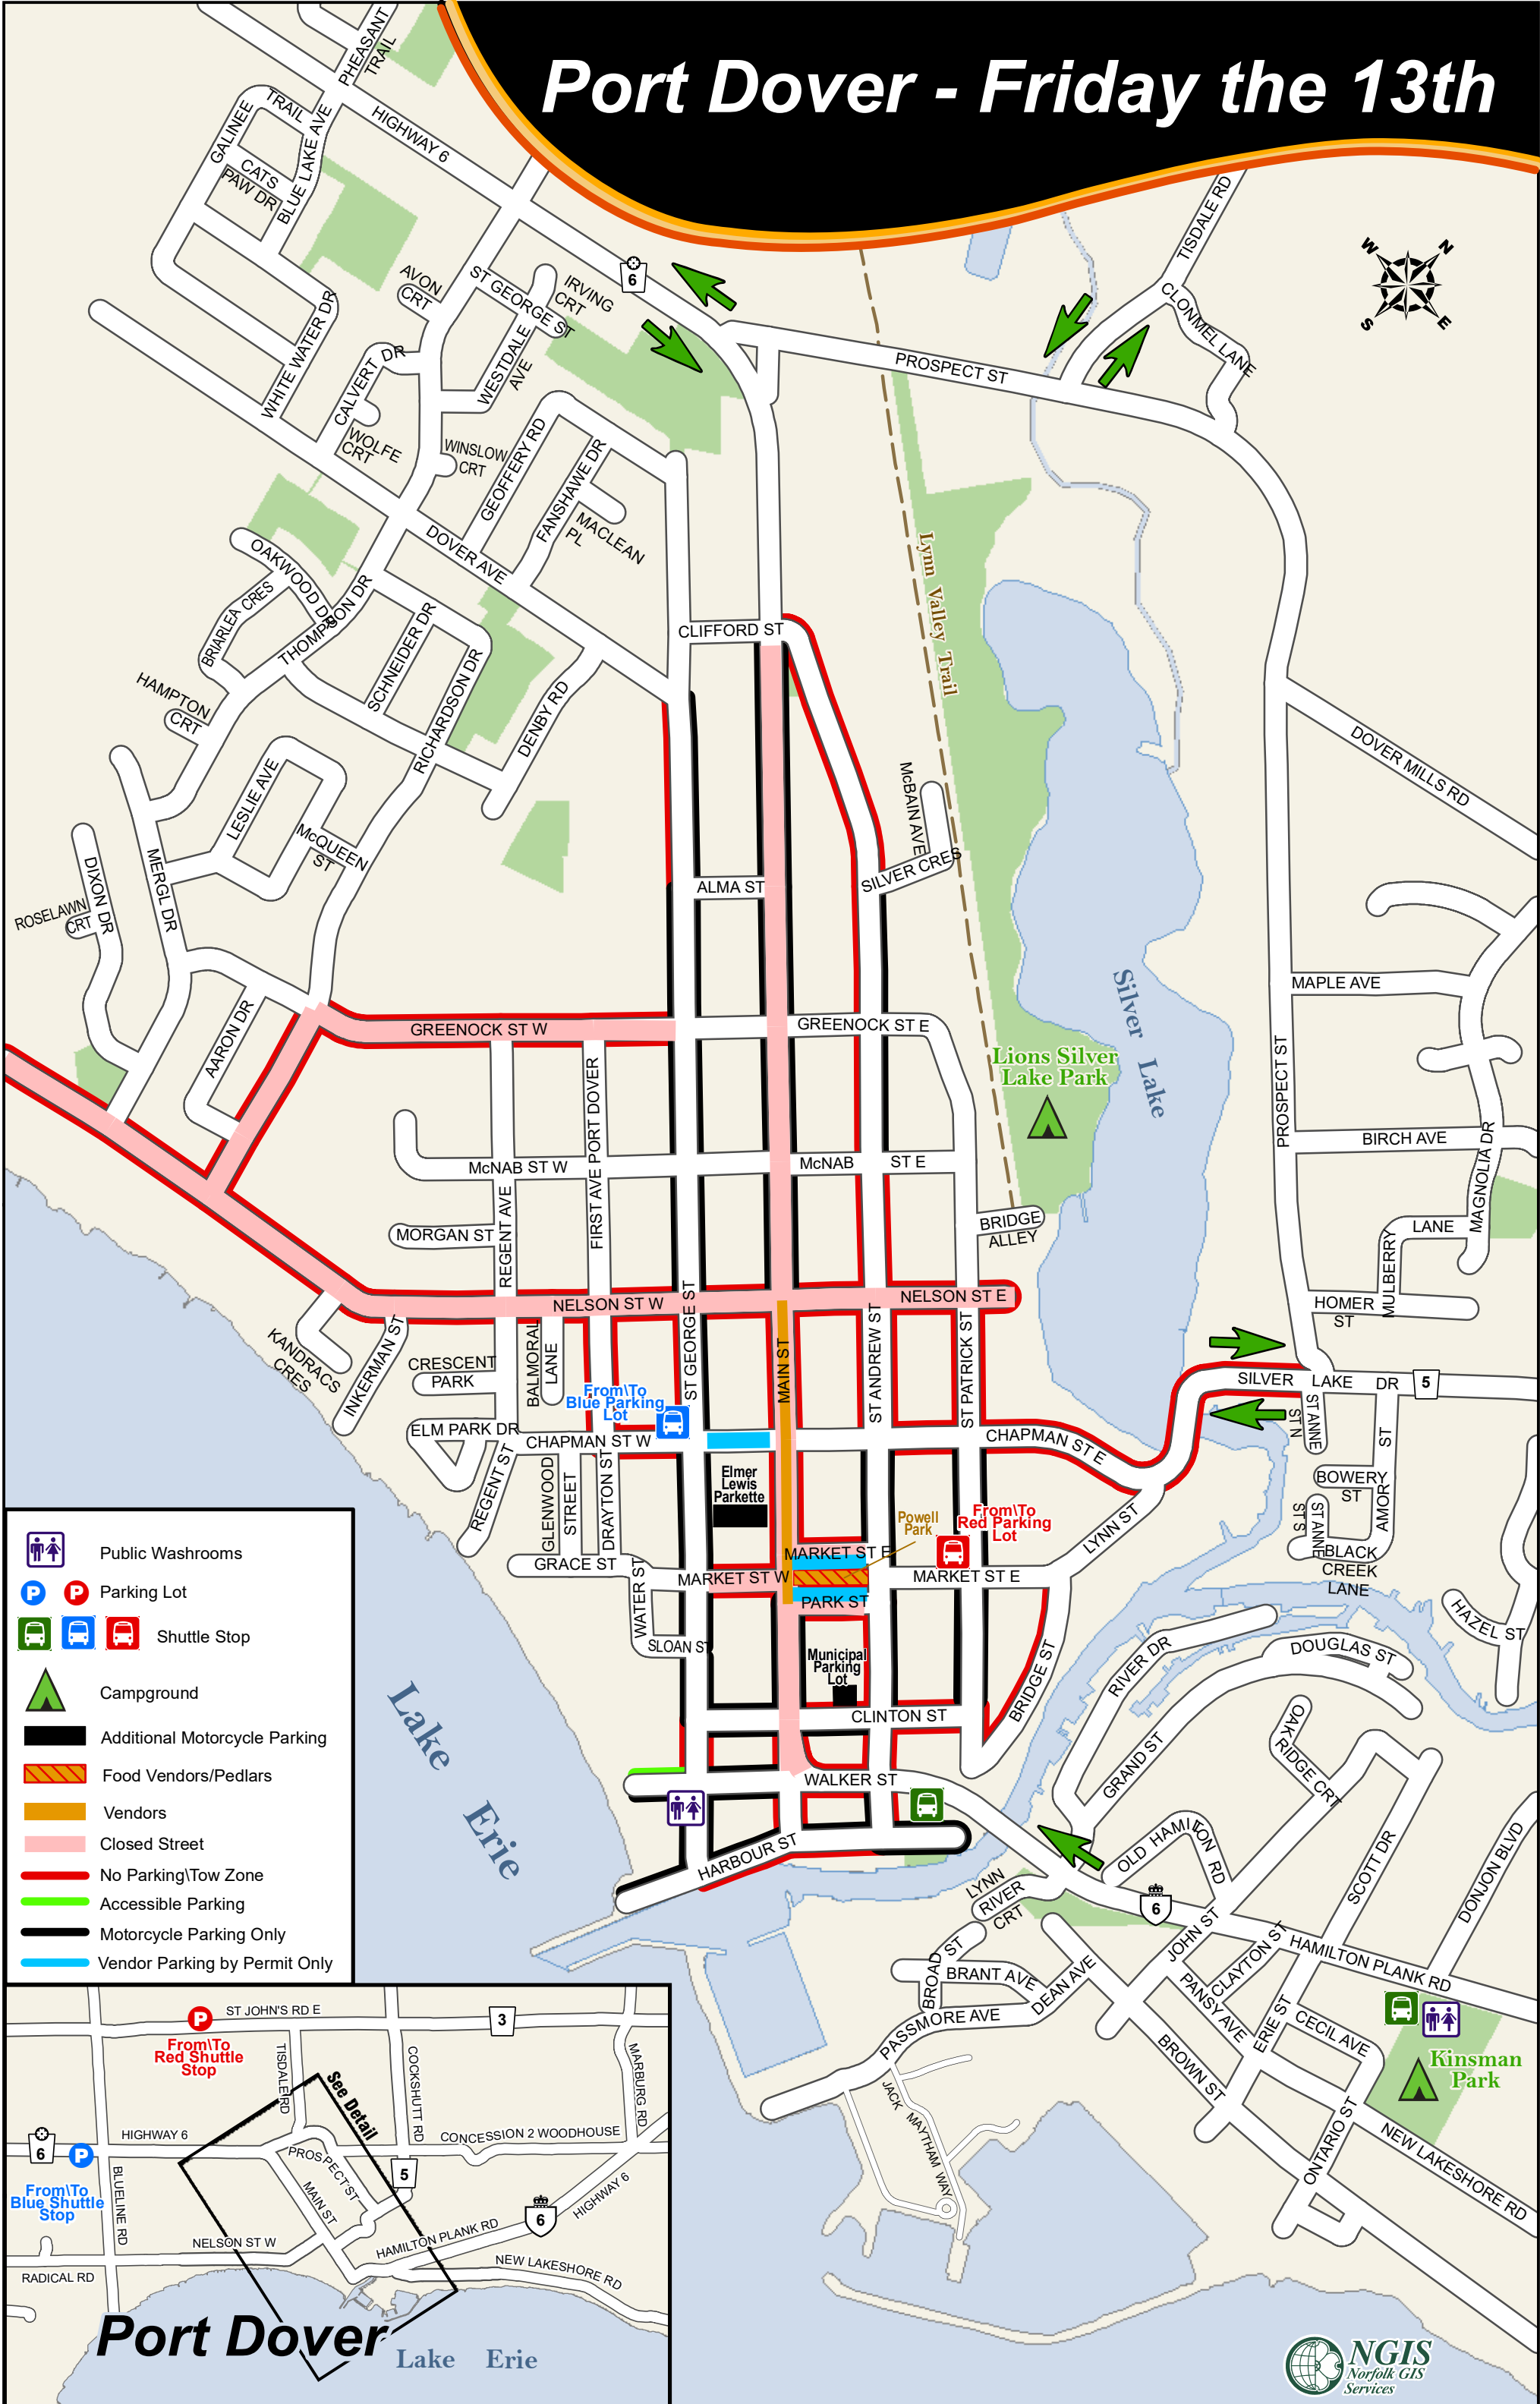 Port Dover - Friday the 13th
PHEASANT
TRAIL
HIGHWAY 6
TRAIL
GALINEE
CATS
PAW DR
BLUE LAKE AVE
TISDALE RD
W
N
S
E
CLONMEL LANE
AVON
CRT
ST GEORGE ST
IRVING
CRT
6
WHITE WATER DR
CALVERT DR
WESTDALE
AVE
PROSPECT ST
WOLFE
CRT
WINSLOW
CRT
GEOFFERY RD
FANSHAWE DR
MACLEAN
PL
DOVER AVE
OAKWOOD DR
BRIARLEA CRES
THOMPSON DR
SCHNEIDER DR
RICHARDSON DR
DENBY RD
CLIFFORD ST
Lynn Valley Trail
HAMPTON
CRT
DOVER MILLS RD
LESLIE AVE
McQUEEN
ST
McBAIN AVE
SILVER CRES
ALMA ST
DIXON DR
MERGL DR
ROSELAWN
CRT
AARON DR
GREENOCK ST W
GREENOCK ST E
Silver Lake
MAPLE AVE
Lions Silver
Lake Park
PROSPECT ST
BIRCH AVE
MAGNOLIA DR
FIRST AVE PORT DOVER
McNAB ST W
McNAB ST E
REGENT AVE
MORGAN ST
BRIDGE
ALLEY
LANE
MULBERRY
HOMER
ST
NELSON ST W
NELSON ST E
ST GEORGE ST
MAIN ST
ST ANDREW ST
ST PATRICK ST
KANDRACS
CRES
INKERMAN ST
CRESCENT
PARK
BALMORAL
LANE
From\To
Blue Parking
Lot
SILVER LAKE DR
5
ST ANNE
ST N
ELM PARK DR
CHAPMAN ST W
CHAPMAN ST E
REGENT ST
GLENWOOD
STREET
DRAYTON ST
Elmer
Lewis
Parkette
Powell
Park
From\To
Red Parking
Lot
LYNN ST
BOWERY
ST
AMORY ST
ST ANNE
ST S
BLACK
CREEK
LANE
GRACE ST
MARKET ST E
MARKET ST W
MARKET ST E
PARK ST
WATER ST
SLOAN ST
Municipal
Parking
Lot
BRIDGE ST
HAZEL ST
DOUGLAS ST
RIVER DR
CLINTON ST
GRAND ST
OAK
RIDGE CRT
WALKER ST
HARBOUR ST
Lake Erie
OLD HAMILTON RD
LYNN
RIVER
CRT
6
SCOTT DR
DONJON BLVD
JOHN ST
CLAYTON ST
HAMILTON PLANK RD
BROAD ST
BRANT AVE
DEAN AVE
PASSMORE AVE
PANSY AVE
ERIE ST
CECIL AVE
Kinsman
Park
BROWN ST
ONTARIO ST
NEW LAKESHORE RD
JACK MAYTHAM WAY
Public Washrooms
P
P
Parking Lot
Shuttle Stop
Campground
Additional Motorcycle Parking
Food Vendors/Pedlars
Vendors
Closed Street
No Parking\Tow Zone
Accessible Parking
Motorcycle Parking Only
Vendor Parking by Permit Only
P
ST JOHN'S RD E
3
From\To
Red Shuttle
Stop
TISDALE RD
COCKSHUTT RD
MARBURG RD
See Detail
6
P
HIGHWAY 6
CONCESSION 2 WOODHOUSE
PROSPECT ST
5
From\To
Blue Shuttle
Stop
BLUELINE RD
MAIN ST
HIGHWAY 6
6
NELSON ST W
HAMILTON PLANK RD
RADICAL RD
NEW LAKESHORE RD
Port Dover
Lake Erie
NGIS
Norfolk GIS
Services